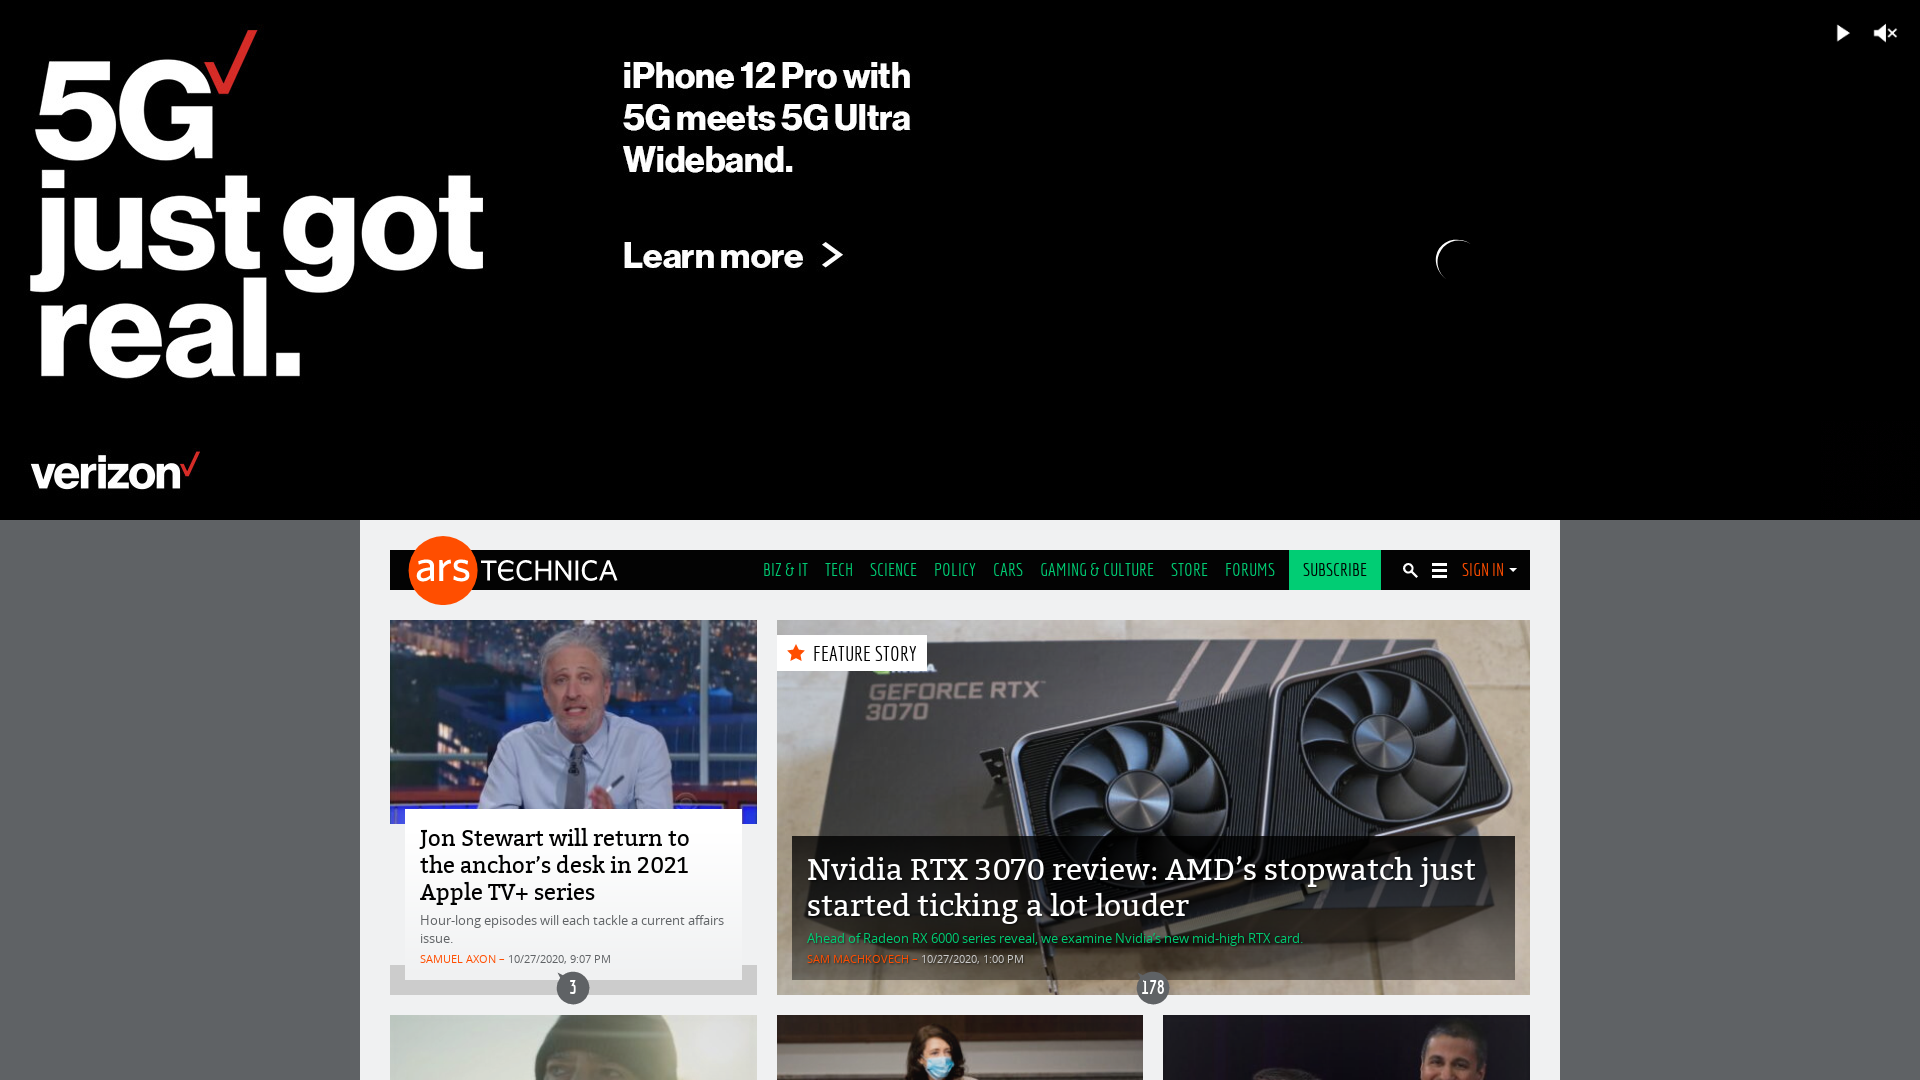 5G
just got
real.
verizon
iPhone 12 Pro with
5G meets 5G Ultra
Wideband.
Learn more
ars TECHNICA
BIZ & IT
TECH
SCIENCE
POLICY
CARS
GAMING & CULTURE
STORE
FORUMS
SUBSCRIBE
SIGN IN
Jon Stewart will return to
the anchor’s desk in 2021
Apple TV+ series
Hour-long episodes will each tackle a current affairs
issue.
SAMUEL AXON – 10/27/2020, 9:07 PM
3
FEATURE STORY
GEFORCE RTX™
3070
Nvidia RTX 3070 review: AMD’s stopwatch just
started ticking a lot louder
Ahead of Radeon RX 6000 series reveal, we examine Nvidia’s new mid-high RTX card.
SAM MACHKOVECH – 10/27/2020, 1:00 PM
178